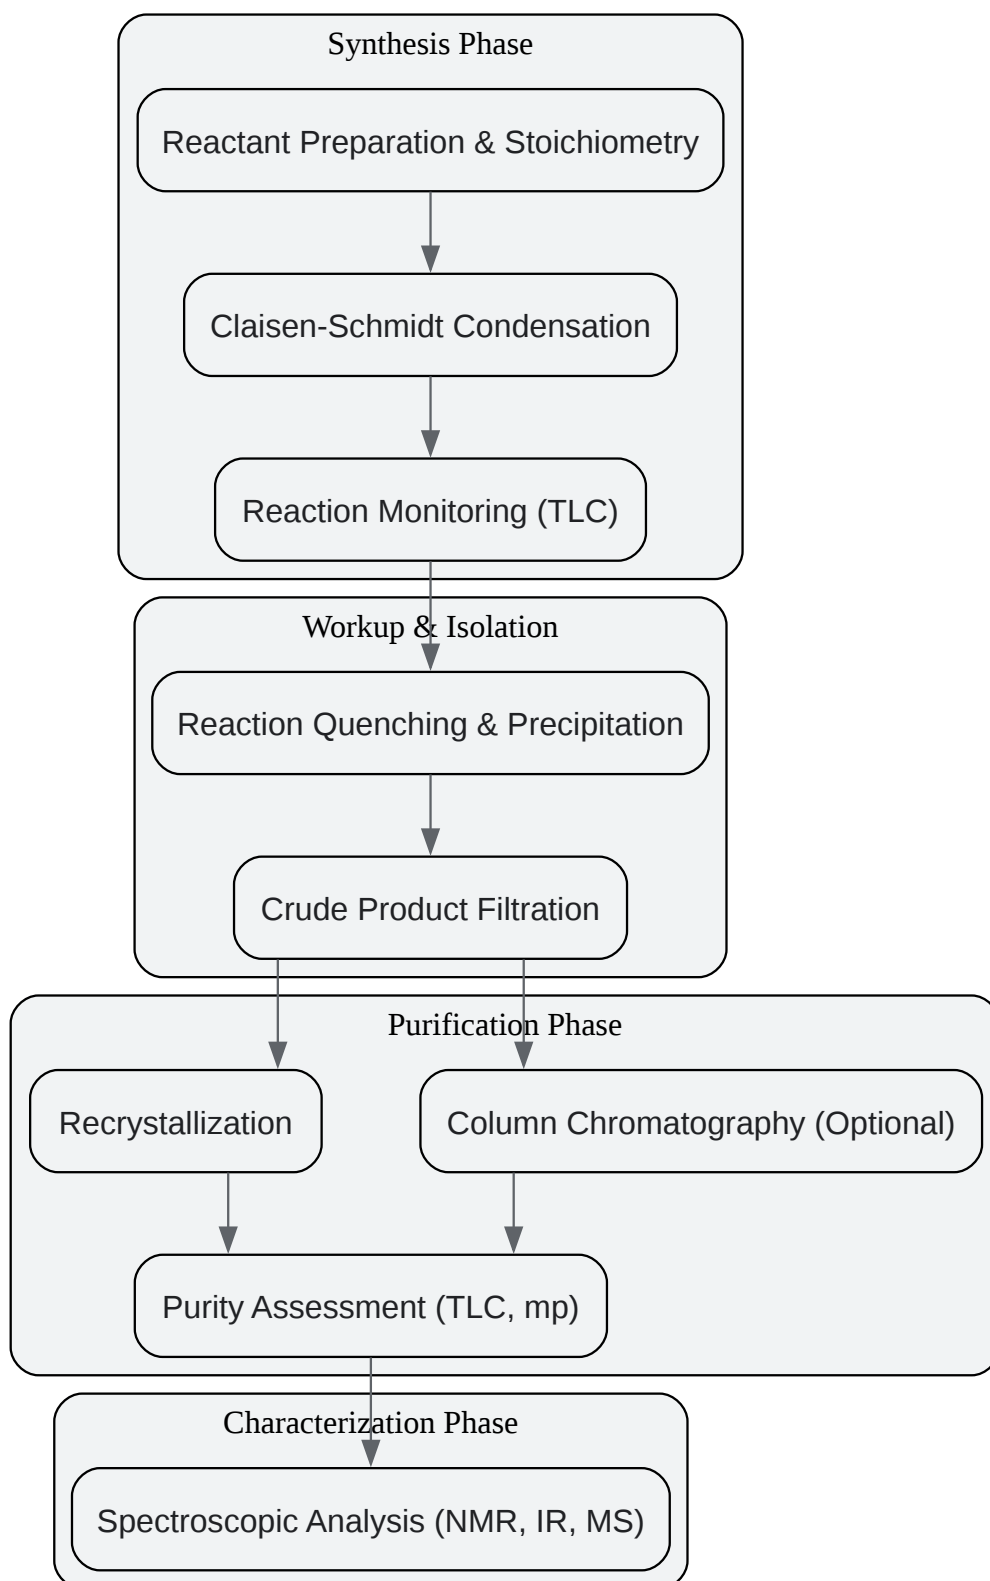 Synthesis Phase
Reactant Preparation & Stoichiometry
Claisen-Schmidt Condensation
Reaction Monitoring (TLC)
Workup & Isolation
Reaction Quenching & Precipitation
Crude Product Filtration
Purification Phase
Recrystallization
Column Chromatography (Optional)
Purity Assessment (TLC, mp)
Characterization Phase
Spectroscopic Analysis (NMR, IR, MS)